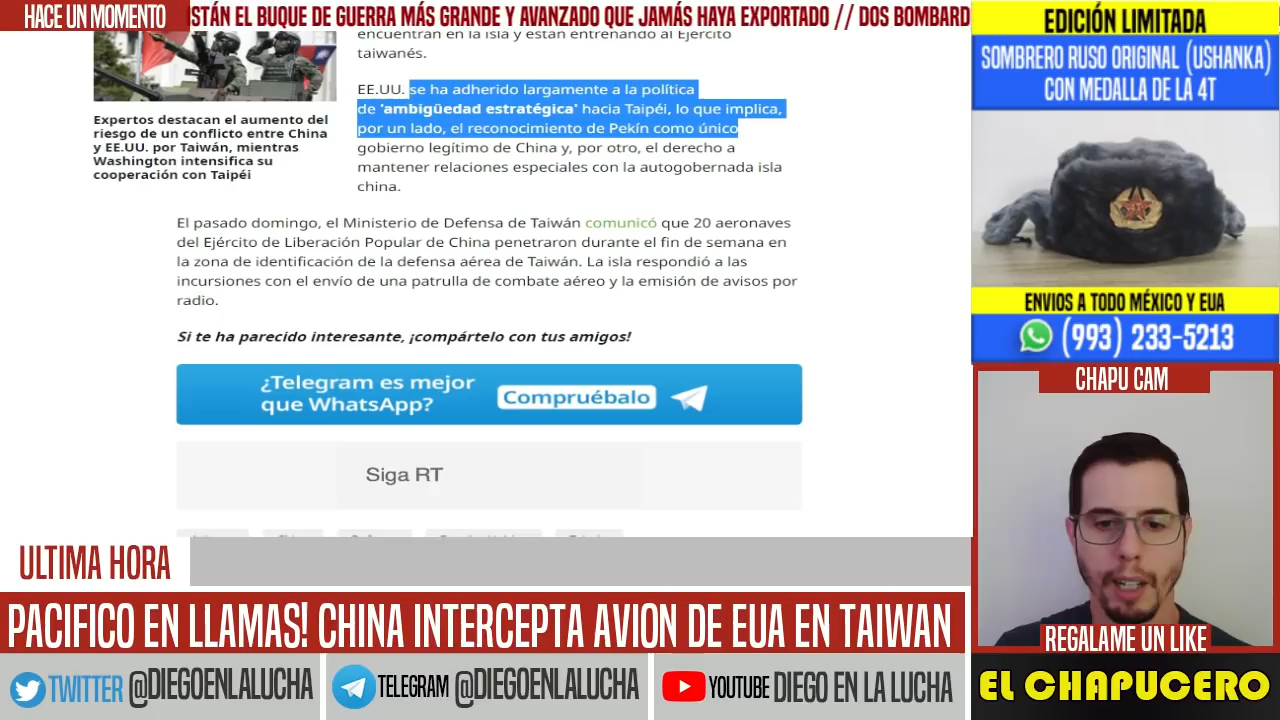 HACE UN MOMENTO
ISTÁN EL BUQUE DE GUERRA MÁS GRANDE Y AVANZADO QUE JAMÁS HAYA EXPORTADO // DOS BOMBARD
encuentran en la isla y están entrenando al Ejército
taiwanés.
EE.UU. se ha adherido largamente a la política
de 'ambigüedad estratégica' hacia Taipéi, lo que implica,
por un lado, el reconocimiento de Pekín como único
gobierno legítimo de China y, por otro, el derecho a
mantener relaciones especiales con la autogobernada isla
china.
Expertos destacan el aumento del
riesgo de un conflicto entre China
y EE.UU. por Taiwán, mientras
Washington intensifica su
cooperación con Taipéi
El pasado domingo, el Ministerio de Defensa de Taiwán comunicó que 20 aeronaves
del Ejército de Liberación Popular de China penetraron durante el fin de semana en
la zona de identificación de la defensa aérea de Taiwán. La isla respondió a las
incursiones con el envío de una patrulla de combate aéreo y la emisión de avisos por
radio.
Si te ha parecido interesante, ¡compártelo con tus amigos!
¿Telegram es mejor
que WhatsApp?
Compruébalo
Siga RT
EDICIÓN LIMITADA
SOMBRERO RUSO ORIGINAL (USHANKA)
CON MEDALLA DE LA 4T
ENVIOS A TODO MÉXICO Y EUA
(993) 233-5213
CHAPU CAM
REGALAME UN LIKE
EL CHAPUCERO
ULTIMA HORA
PACIFICO EN LLAMAS! CHINA INTERCEPTA AVION DE EUA EN TAIWAN
TWITTER @DIEGOENLALUCHA
TELEGRAM @DIEGOENLALUCHA
YOUTUBE DIEGO EN LA LUCHA